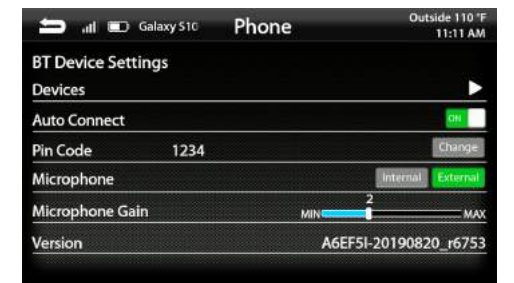 Galaxy S10 Phone Outside 110 °F
11:11 AM
BT Device Settings
Devices
Auto Connect ON
Pin Code 1234 Change
Microphone Internal External
2
Microphone Gain MIN MAX
Version A6EF5I-20190820_r6753